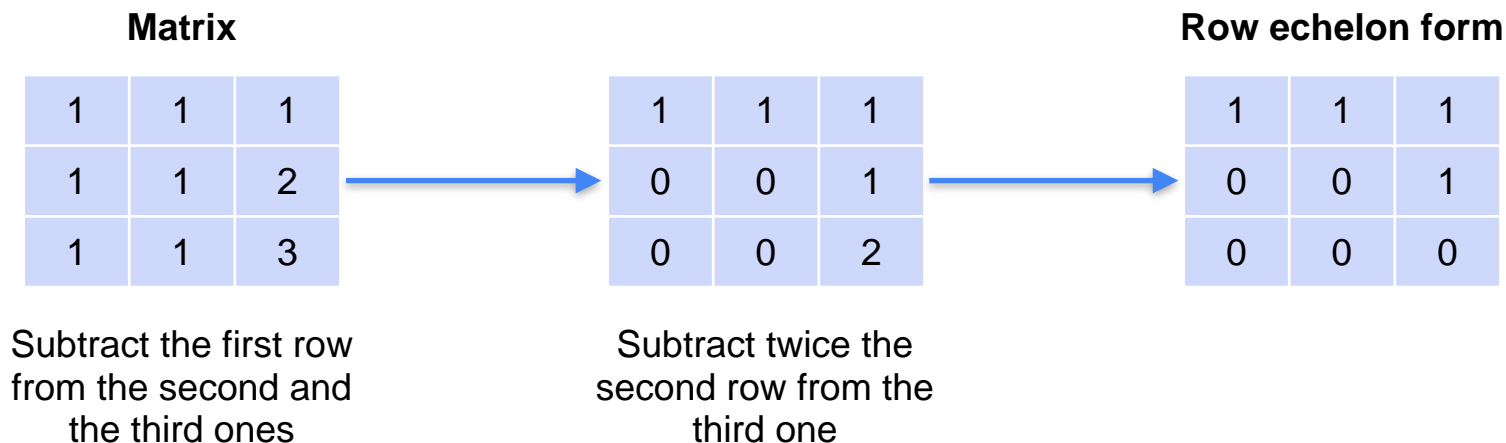 Matrix
Row echelon form
1 1 1
1 1 2
1 1 3
1 1 1
0 0 1
0 0 2
1 1 1
0 0 1
0 0 0
Subtract the first row
from the second and
the third ones
Subtract twice the
second row from the
third one